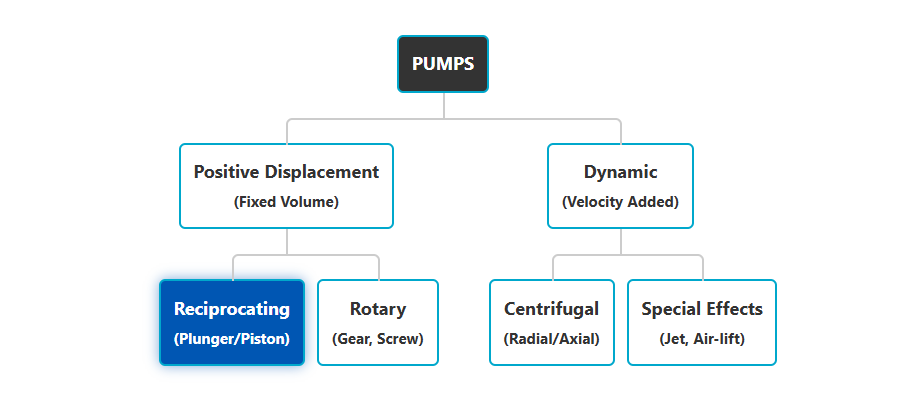 PUMPS
Positive Displacement
(Fixed Volume)
Dynamic
(Velocity Added)
Reciprocating
(Plunger/Piston)
Rotary
(Gear, Screw)
Centrifugal
(Radial/Axial)
Special Effects
(Jet, Air-lift)